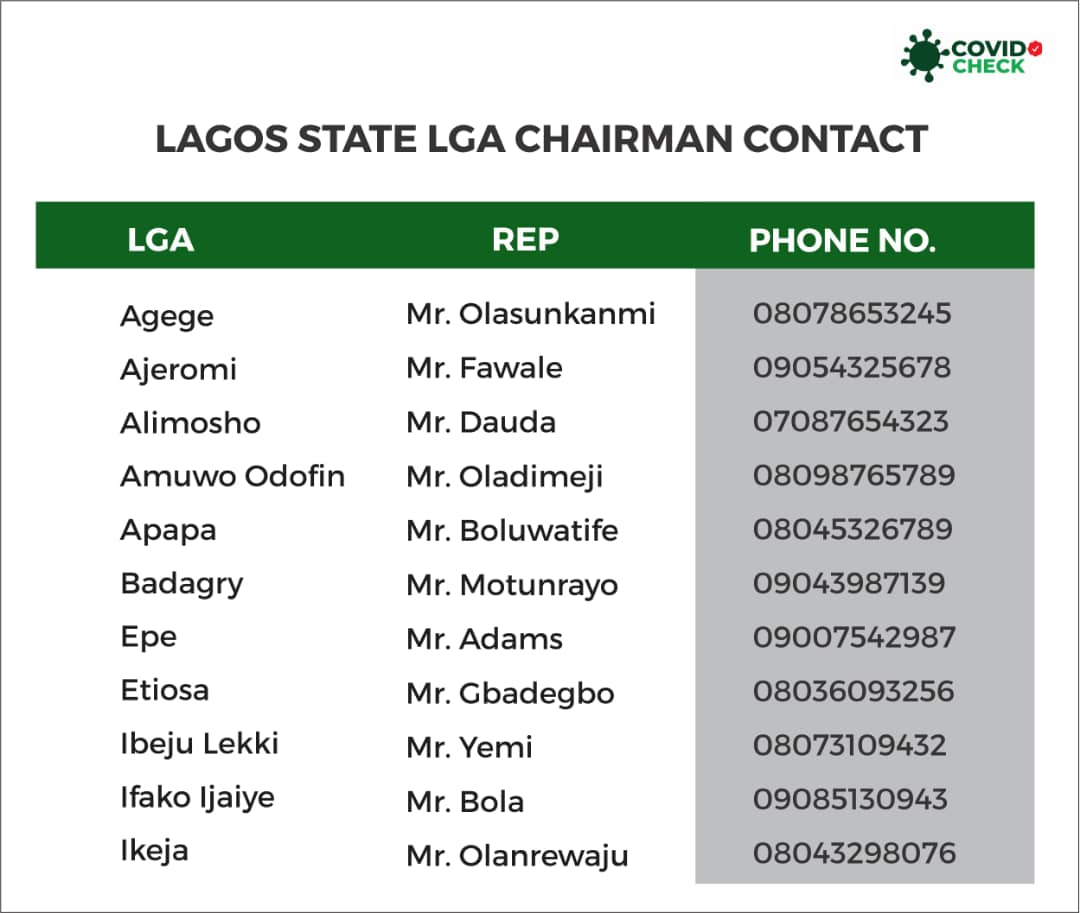 COVID
CHECK
LAGOS STATE LGA CHAIRMAN CONTACT
LGA REP PHONE NO.
Agege Mr. Olasunkanmi 08078653245
Ajeromi Mr. Fawale 09054325678
Alimosho Mr. Dauda 07087654323
Amuwo Odofin Mr. Oladimeji 08098765789
Apapa Mr. Boluwatife 08045326789
Badagry Mr. Motunrayo 09043987139
Epe Mr. Adams 09007542987
Etiosa Mr. Gbadegbo 08036093256
Ibeju Lekki Mr. Yemi 08073109432
Ifako Ijaiye Mr. Bola 09085130943
Ikeja Mr. Olanrewaju 08043298076